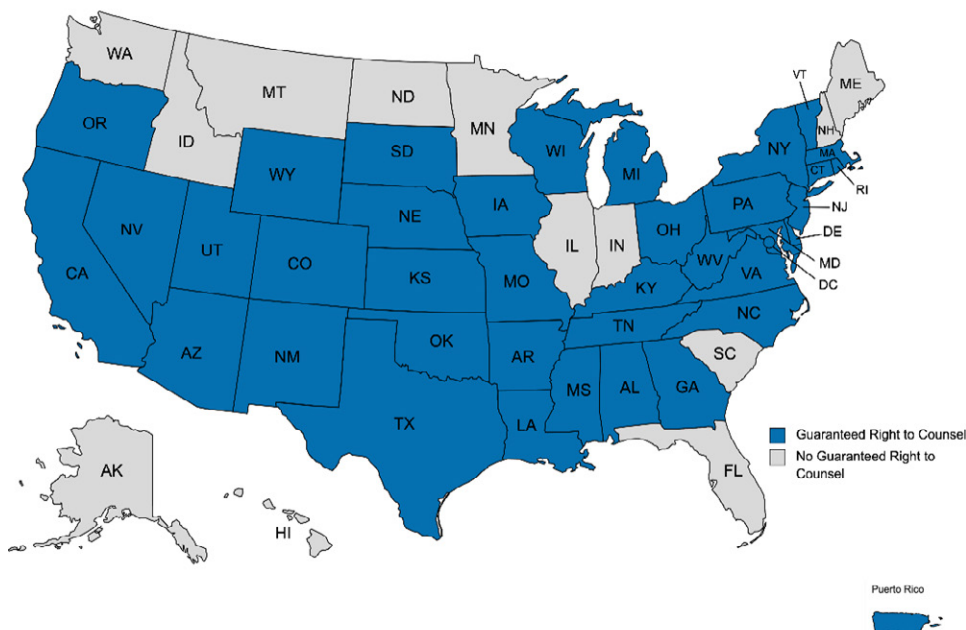 WA
MT
ND
MN
VT
ME
OR
ID
SD
WI
MI
NY
NH
MA
CT
RI
WY
IA
PA
NJ
NE
NV
UT
CO
IL
IN
OH
DE
WV
MD
CA
KS
MO
KY
VA
DC
AZ
NM
OK
AR
TN
NC
SC
MS
AL
GA
TX
LA
Guaranteed Right to Counsel
No Guaranteed Right to
Counsel
AK
FL
HI
Puerto Rico